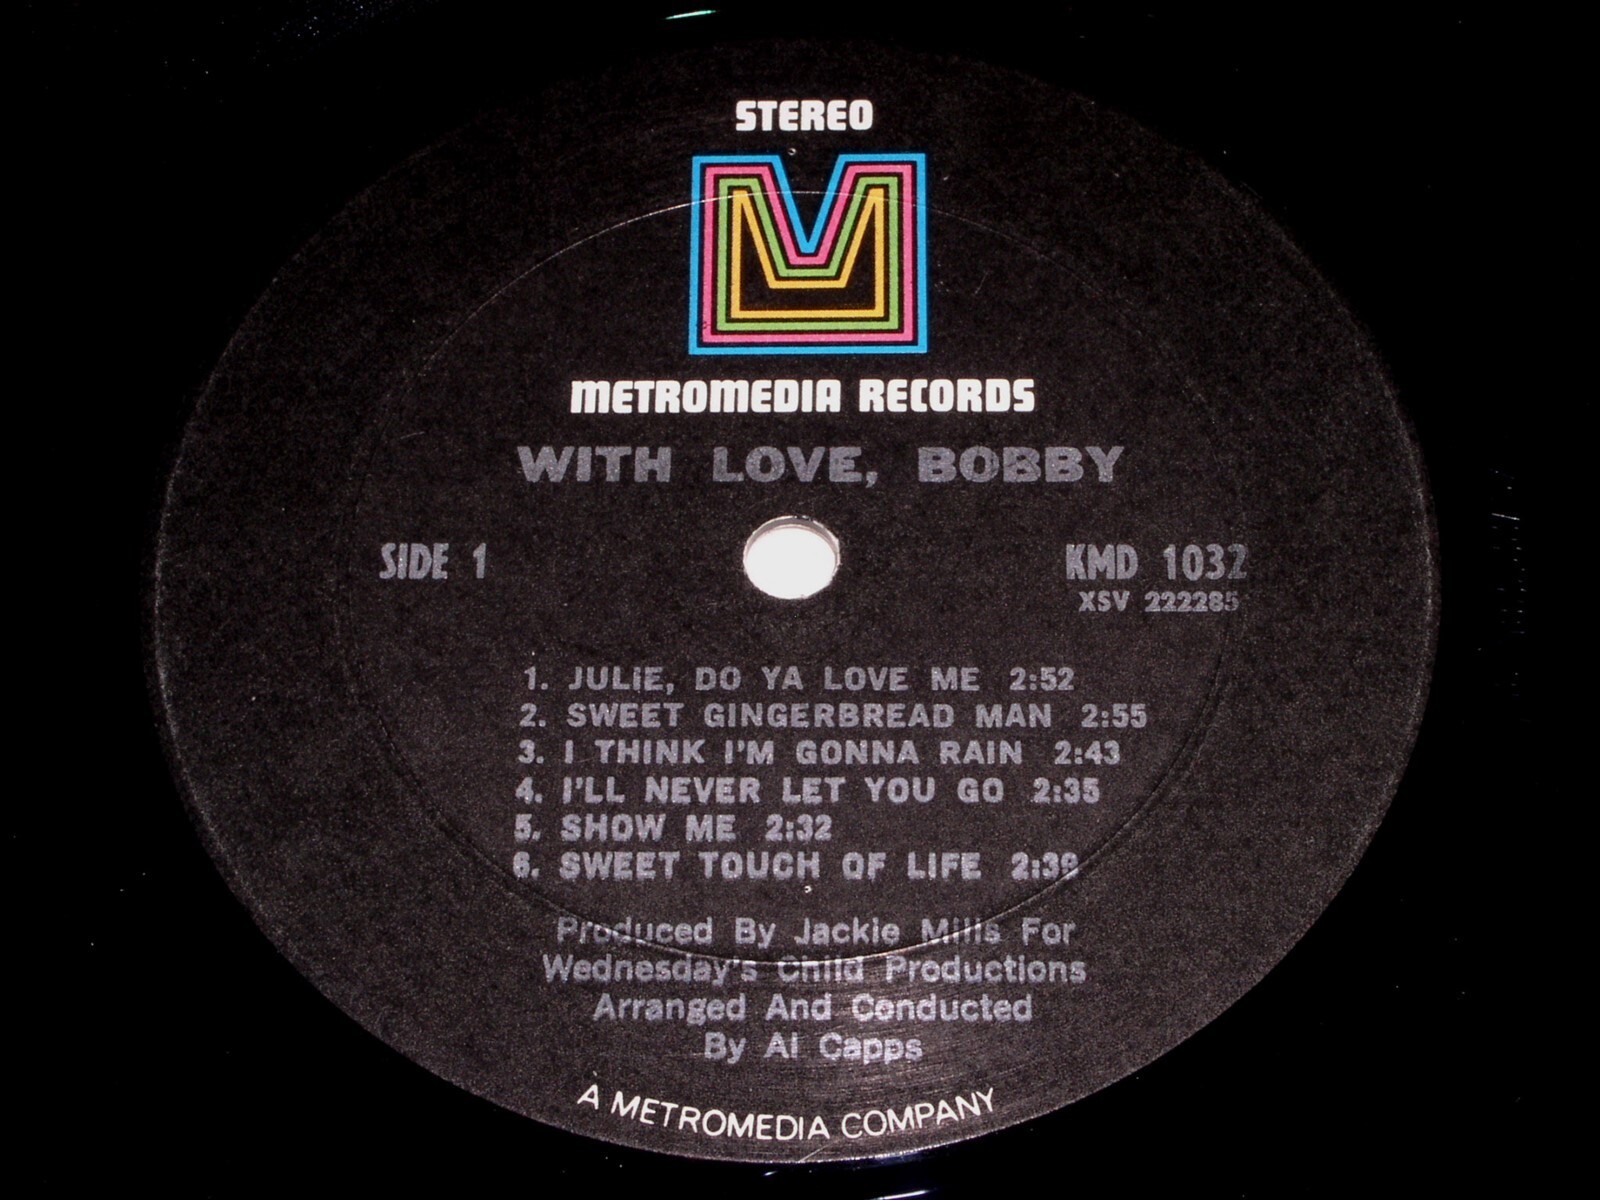 STEREO
METROMEDIA RECORDS
WITH LOVE, BOBBY
SIDE 1
KMD 1032
XSV 222285
1. JULIE, DO YA LOVE ME 2:52
2. SWEET GINGERBREAD MAN 2:55
3. I THINK I'M GONNA RAIN 2:43
4. I'LL NEVER LET YOU GO 2:35
5. SHOW ME 2:32
6. SWEET TOUCH OF LIFE 2:39
Produced By Jackie Mills For
Wednesday's Child Productions
Arranged And Conducted
By Al Capps
A METROMEDIA COMPANY